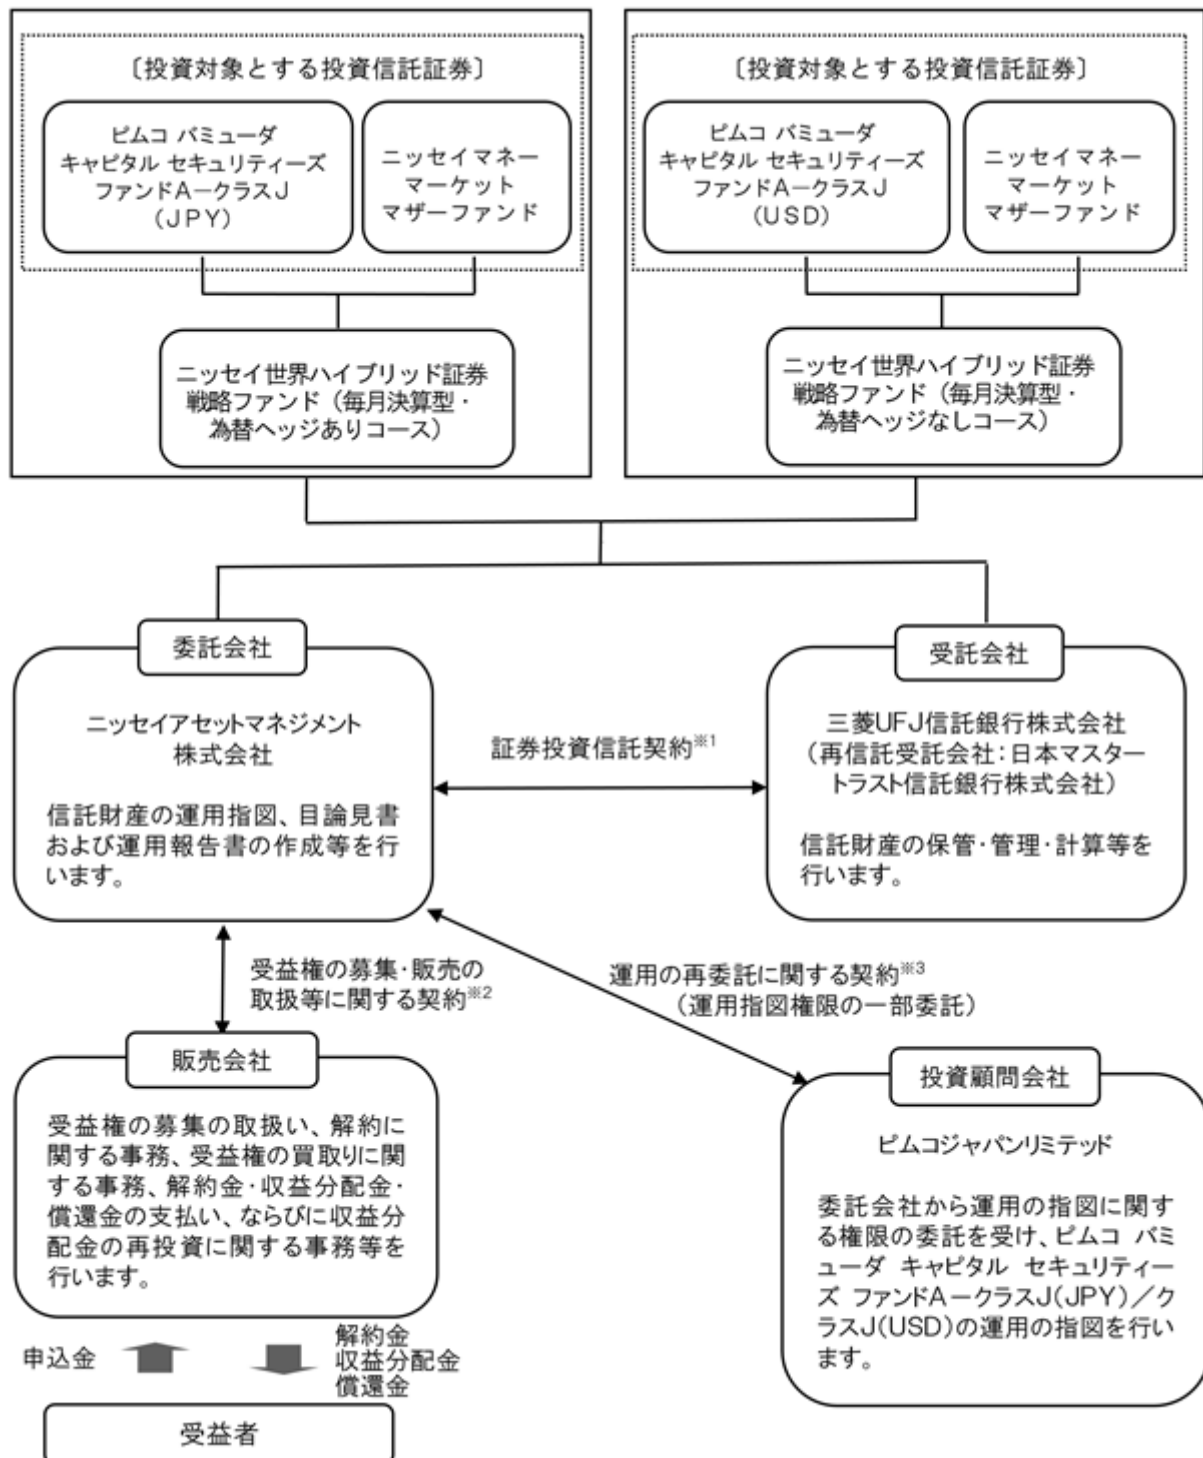 〔投資対象とする投資信託証券〕
ピムコ バミューダ
キャピタル セキュリティーズ
ファンドA－クラスJ
(JPY)
ニッセイマネー
マーケット
マザーファンド
ニッセイ世界ハイブリッド証券
戦略ファンド（毎月決算型・
為替ヘッジありコース）
〔投資対象とする投資信託証券〕
ピムコ バミューダ
キャピタル セキュリティーズ
ファンドA－クラスJ
(USD)
ニッセイマネー
マーケット
マザーファンド
ニッセイ世界ハイブリッド証券
戦略ファンド（毎月決算型・
為替ヘッジなしコース）
委託会社
ニッセイアセットマネジメント
株式会社
信託財産の運用指図、目論見書
および運用報告書の作成等を行
います。
証券投資信託契約※1
受託会社
三菱UFJ信託銀行株式会社
（再信託受託会社：日本マスター
トラスト信託銀行株式会社）
信託財産の保管・管理・計算等を
行います。
受益権の募集・販売の
取扱等に関する契約※2
運用の再委託に関する契約※3
（運用指図権限の一部委託）
販売会社
受益権の募集の取扱い、解約に
関する事務、受益権の買取りに関
する事務、解約金・収益分配金・
償還金の支払い、ならびに収益分
配金の再投資に関する事務等を
行います。
投資顧問会社
ピムコジャパンリミテッド
委託会社から運用の指図に関す
る権限の委託を受け、ピムコ バミ
ューダ キャピタル セキュリティー
ズ ファンドA－クラスJ(JPY)／ク
ラスJ(USD)の運用の指図を行い
ます。
申込金
解約金
収益分配金
償還金
受益者